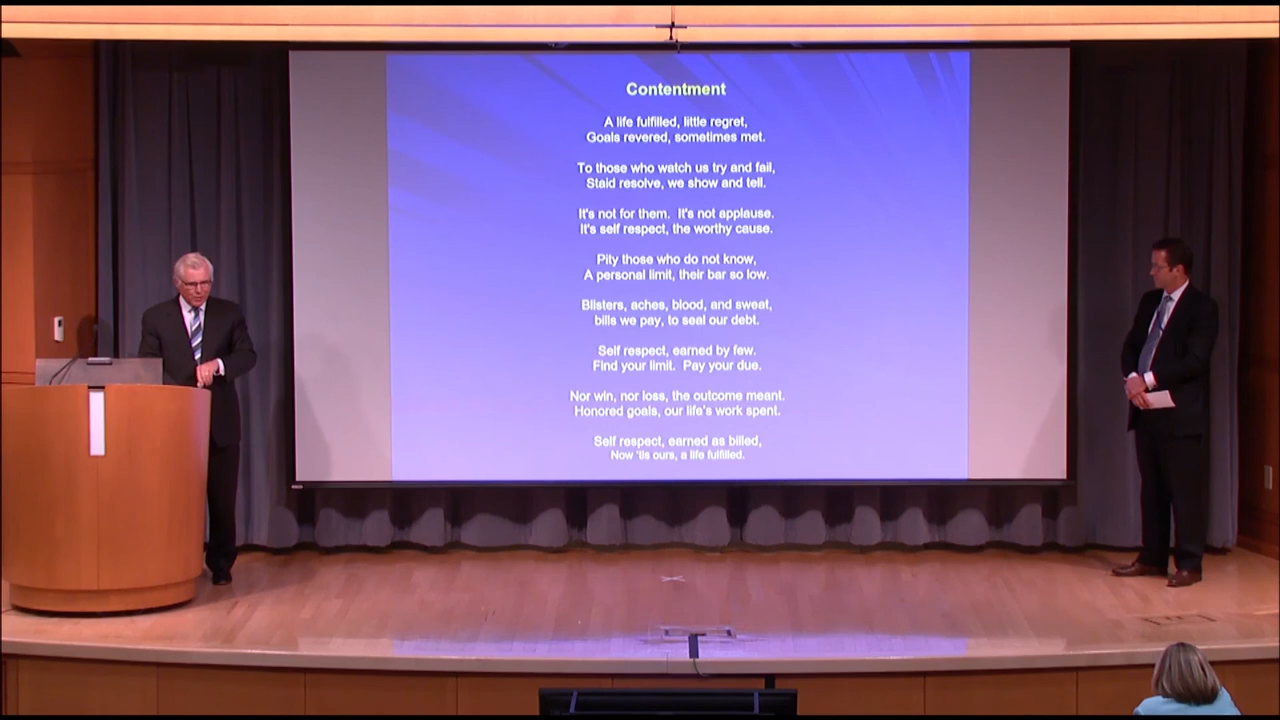 Contentment
A life fulfilled, little regret,
Goals revered, sometimes met.
To those who watch us try and fail,
Staid resolve, we show and tell.
It's not for them.  It's not applause.
It's self respect, the worthy cause.
Pity those who do not know,
A personal limit, their bar so low.
Blisters, aches, blood, and sweat,
bills we pay, to seal our debt.
Self respect, earned by few.
Find your limit.  Pay your due.
Nor win, nor loss, the outcome meant.
Honored goals, our life's work spent.
Self respect, earned as billed,
Now 'tis ours, a life fulfilled.